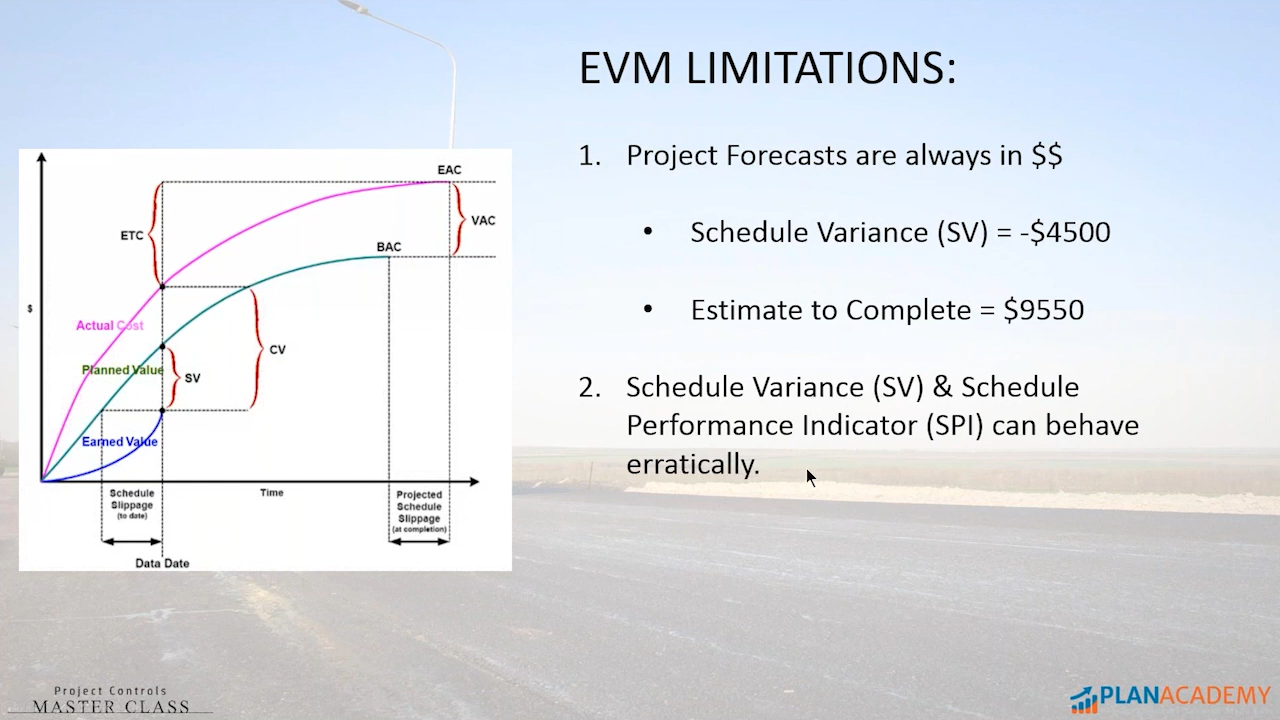 EVM LIMITATIONS:
1. Project Forecasts are always in $$
• Schedule Variance (SV) = -$4500
• Estimate to Complete = $9550
2. Schedule Variance (SV) & Schedule
Performance Indicator (SPI) can behave
erratically.
EAC
ETC
VAC
BAC
$
Actual Cost
CV
Planned Value
SV
Earned Value
Schedule
Slippage
(to date)
Time
Projected
Schedule
Slippage
(at completion)
Data Date
Project Controls
MASTER CLASS
PLANACADEMY